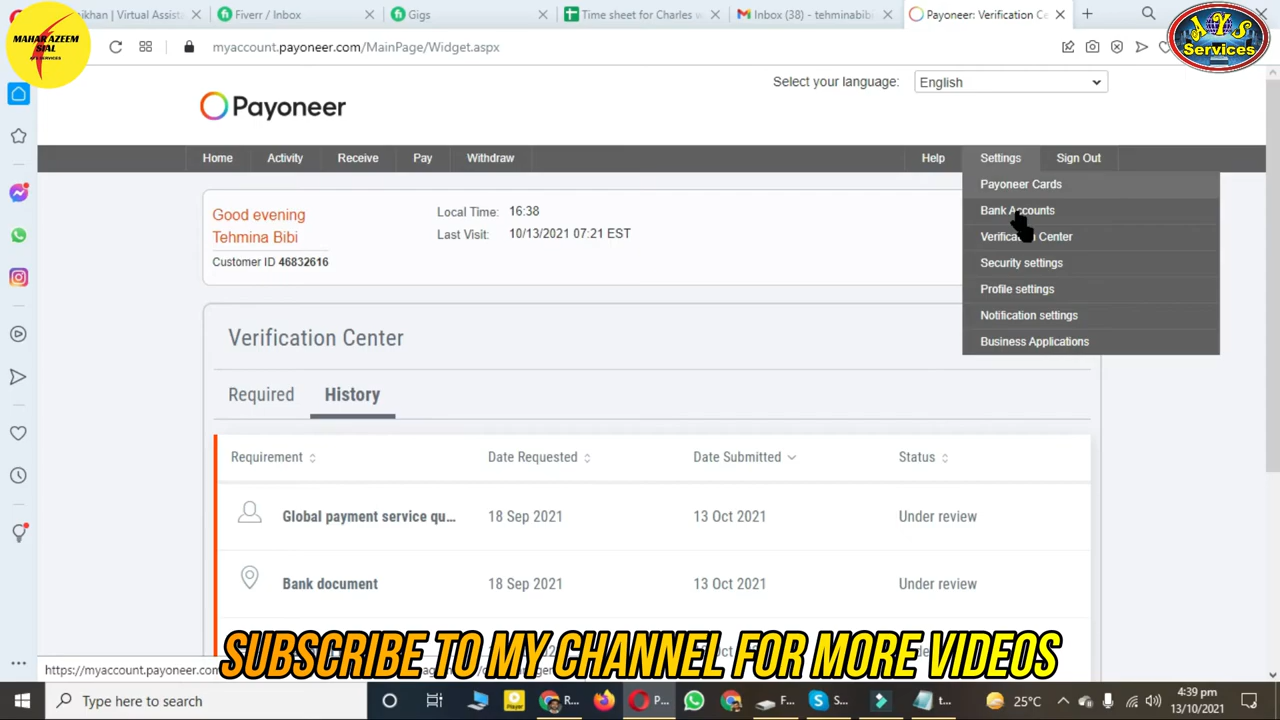 aikhan | Virtual Assist
Fiverr / Inbox
Gigs
Time sheet for Charles w
Inbox (38) - tehminabibi
Payoneer: Verification Ce
MAHAR AZEEM
SIAL
AYS
Services
myaccount.payoneer.com/MainPage/Widget.aspx
Select your language:
English
Payoneer
Home
Activity
Receive
Pay
Withdraw
Help
Settings
Sign Out
Payoneer Cards
Bank Accounts
Verification Center
Security settings
Profile settings
Notification settings
Business Applications
Good evening
Tehmina Bibi
Customer ID 46832616
Local Time: 16:38
Last Visit: 10/13/2021 07:21 EST
Verification Center
Required
History
Requirement
Date Requested
Date Submitted
Status
Global payment service qu...
18 Sep 2021
13 Oct 2021
Under review
Bank document
18 Sep 2021
13 Oct 2021
Under review
SUBSCRIBE TO MY CHANNEL FOR MORE VIDEOS
https://myaccount.payoneer.com
Type here to search
R...
P...
F...
S...
t...
25°C
4:39 pm
13/10/2021